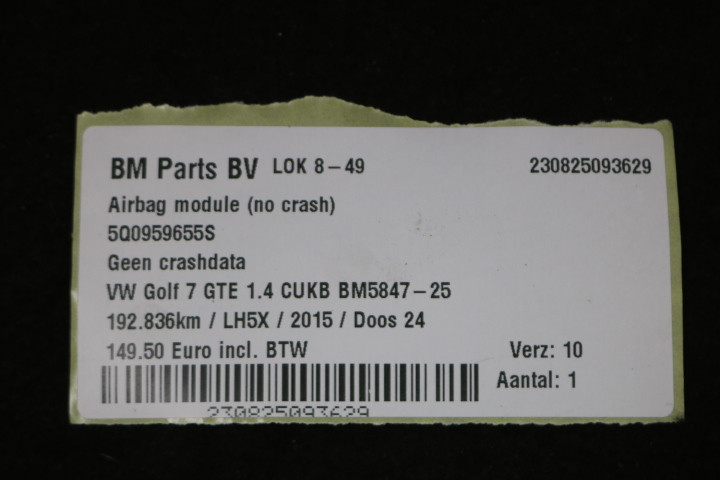 BM Parts BV LOK 8-49 230825093629
Airbag module (no crash)
5Q0959655S
Geen crashdata
VW Golf 7 GTE 1.4 CUKB BM5847-25
192.836km / LH5X / 2015 / Doos 24
149.50 Euro incl. BTW Verz: 10
Aantal: 1
230825093629